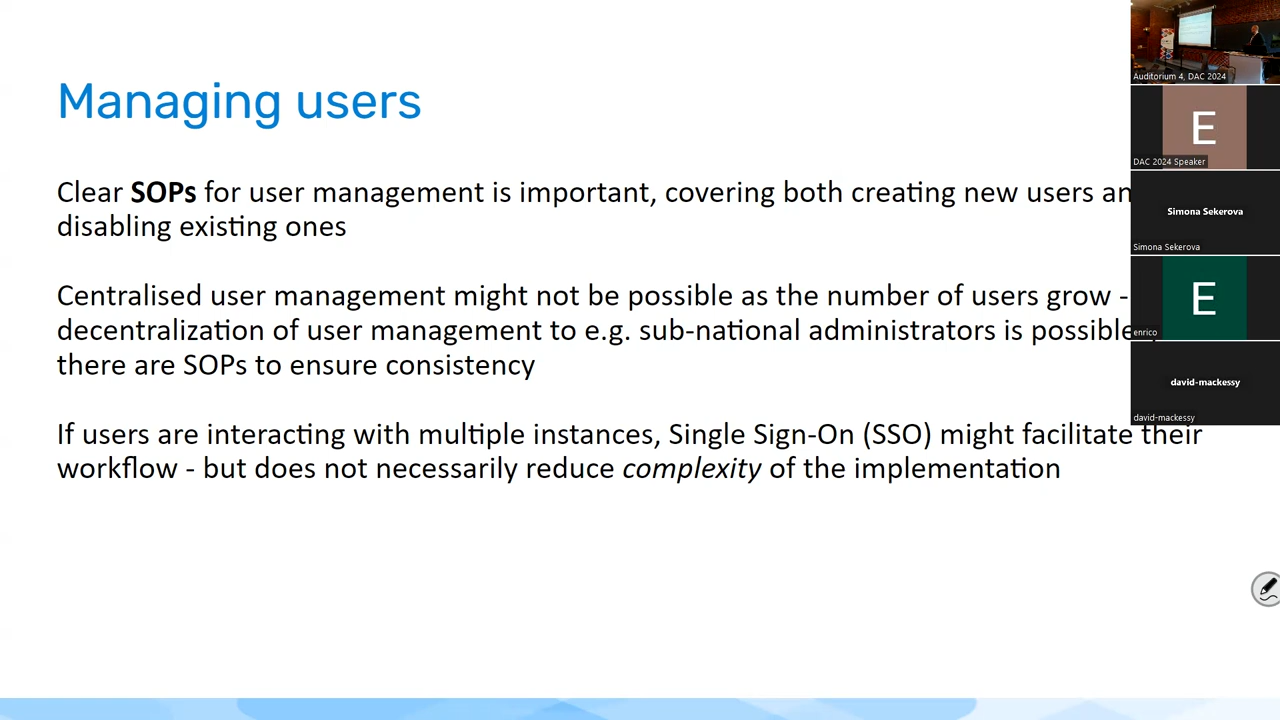 Managing users
Clear SOPs for user management is important, covering both creating new users an
disabling existing ones
Centralised user management might not be possible as the number of users grow -
decentralization of user management to e.g. sub-national administrators is possible,
there are SOPs to ensure consistency
If users are interacting with multiple instances, Single Sign-On (SSO) might facilitate their
workflow - but does not necessarily reduce complexity of the implementation
Auditorium 4, DAC 2024
E
DAC 2024 Speaker
Simona Sekerova
Simona Sekerova
E
enrico
david-mackessy
david-mackessy